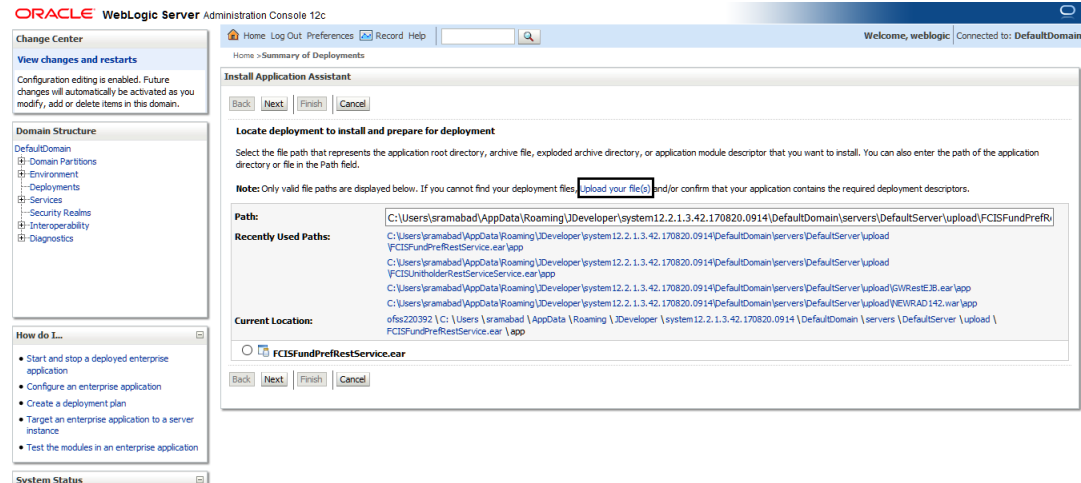 ORACLE WebLogic Server Administration Console 12c
Change Center
View changes and restarts
Configuration editing is enabled. Future
changes will automatically be activated as you
modify, add or delete items in this domain.
Domain Structure
DefaultDomain
Domain Partitions
Environment
Deployments
Services
Security Realms
Interoperability
Diagnostics
How do I...
Start and stop a deployed enterprise
application
Configure an enterprise application
Create a deployment plan
Target an enterprise application to a server
instance
Test the modules in an enterprise application
System Status
Home Log Out Preferences Record Help
Welcome, weblogic Connected to: DefaultDomain
Home >Summary of Deployments
Install Application Assistant
Back Next Finish Cancel
Locate deployment to install and prepare for deployment
Select the file path that represents the application root directory, archive file, exploded archive directory, or application module descriptor that you want to install. You can also enter the path of the application
directory or file in the Path field.
Note: Only valid file paths are displayed below. If you cannot find your deployment files, Upload your file(s) and/or confirm that your application contains the required deployment descriptors.
Path: C:\Users\sramabad\AppData\Roaming\JDeveloper\system12.2.1.3.42.170820.0914\DefaultDomain\servers\DefaultServer\upload\FCISFundPrefR
Recently Used Paths: C:\Users\sramabad\AppData\Roaming\JDeveloper\system12.2.1.3.42.170820.0914\DefaultDomain\servers\DefaultServer\upload
\FCISFundPrefRestService.ear\app
C:\Users\sramabad\AppData\Roaming\JDeveloper\system12.2.1.3.42.170820.0914\DefaultDomain\servers\DefaultServer\upload
\FCISUnitholderRestServiceService.ear\app
C:\Users\sramabad\AppData\Roaming\JDeveloper\system12.2.1.3.42.170820.0914\DefaultDomain\servers\DefaultServer\upload\GWRestEJB.ear\app
C:\Users\sramabad\AppData\Roaming\JDeveloper\system12.2.1.3.42.170820.0914\DefaultDomain\servers\DefaultServer\upload\NEWRAD142.war\app
Current Location: ofss220392 \ C: \ Users \ sramabad \ AppData \ Roaming \ JDeveloper \ system12.2.1.3.42.170820.0914 \ DefaultDomain \ servers \ DefaultServer \ upload \
FCISFundPrefRestService.ear \ app
FCISFundPrefRestService.ear
Back Next Finish Cancel